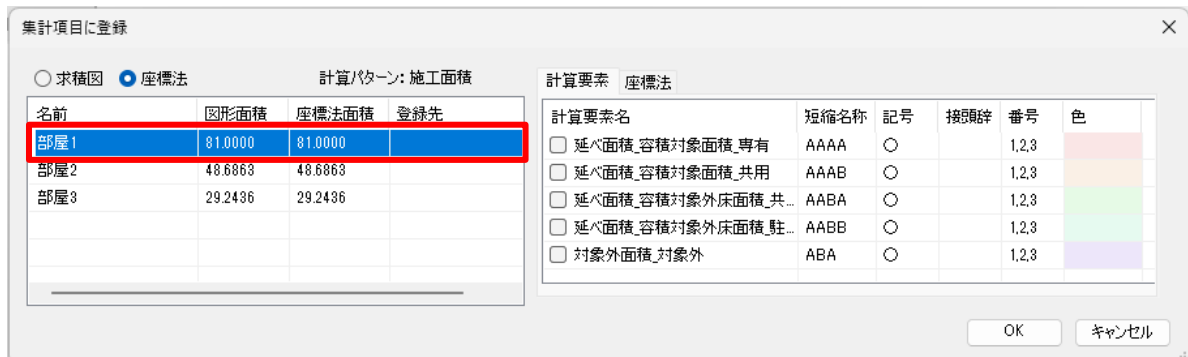 集計項目に登録
求積図 座標法 計算パターン: 施工面積
名前 図形面積 座標法面積 登録先
部屋1 81.0000 81.0000
部屋2 48.6863 48.6863
部屋3 29.2436 29.2436
計算要素 座標法
計算要素名 短縮名称 記号 接頭辞 番号 色
延べ面積_容積対象面積_専有 AAAA ○ 1,2,3
延べ面積_容積対象面積_共用 AAAB ○ 1,2,3
延べ面積_容積対象外床面積_共... AABA ○ 1,2,3
延べ面積_容積対象外床面積_駐... AABB ○ 1,2,3
対象外面積_対象外 ABA ○ 1,2,3
OK キャンセル